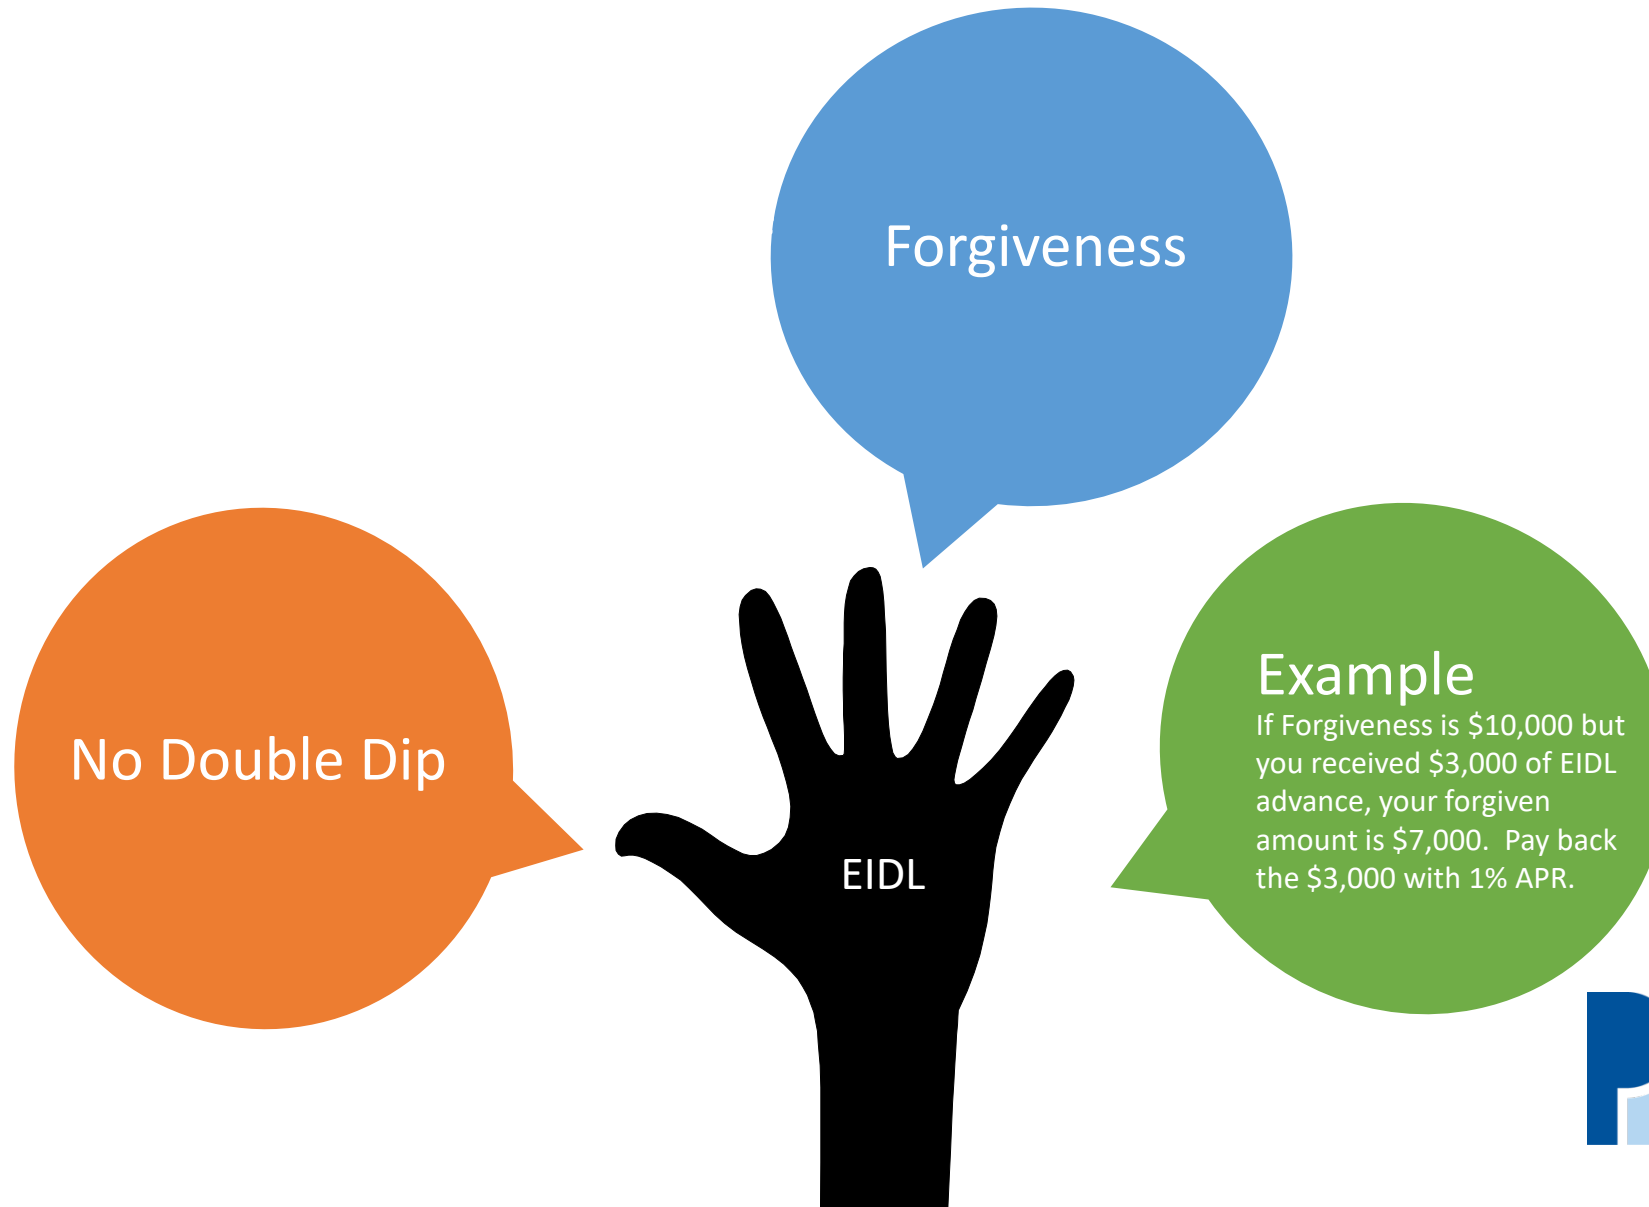 Forgiveness
No Double Dip
EIDL
Example
If Forgiveness is $10,000 but
you received $3,000 of EIDL
advance, your forgiven
amount is $7,000.  Pay back
the $3,000 with 1% APR.